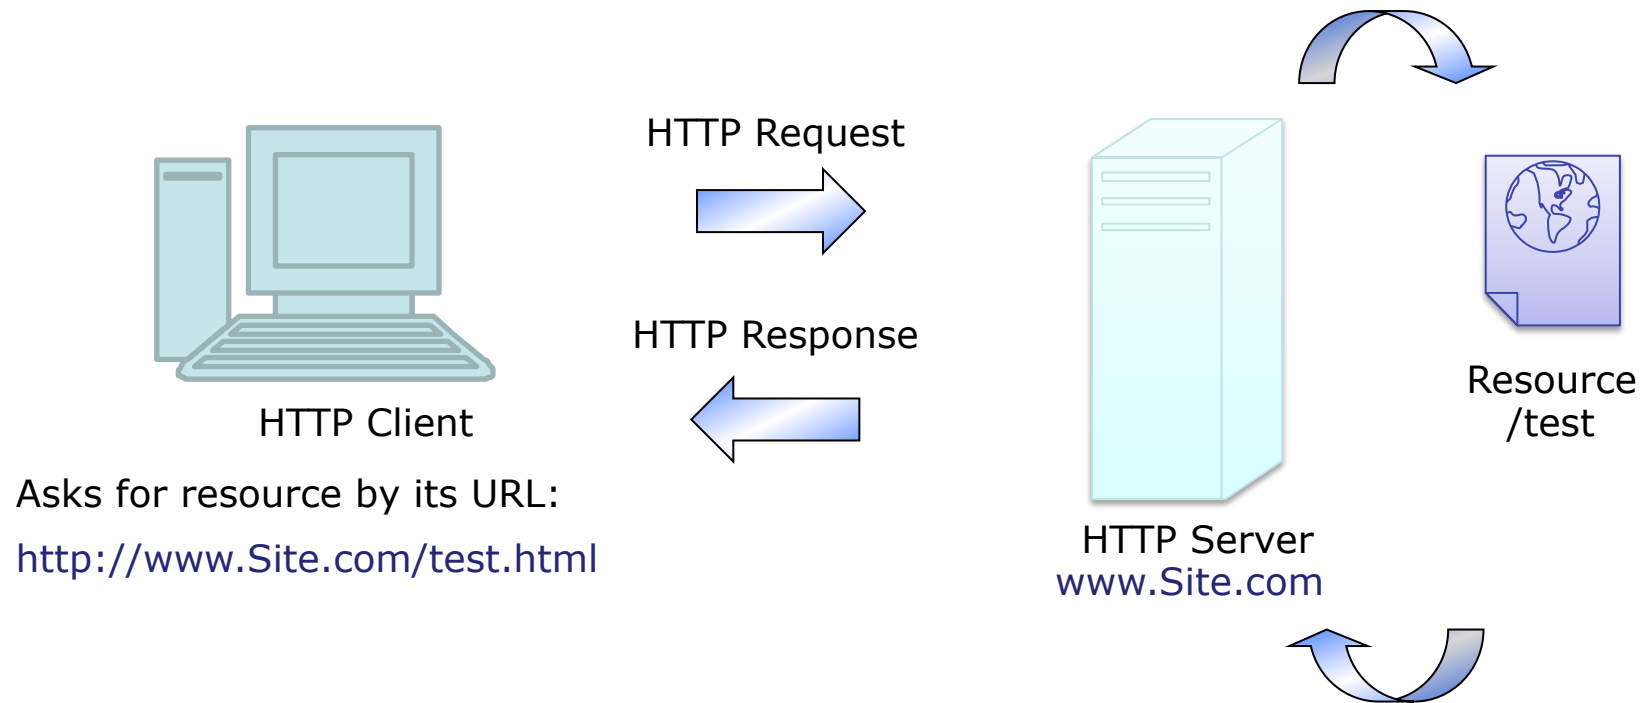 HTTP Request
HTTP Response
HTTP Client
Asks for resource by its URL:
http://www.Site.com/test.html
HTTP Server
www.Site.com
Resource
/test